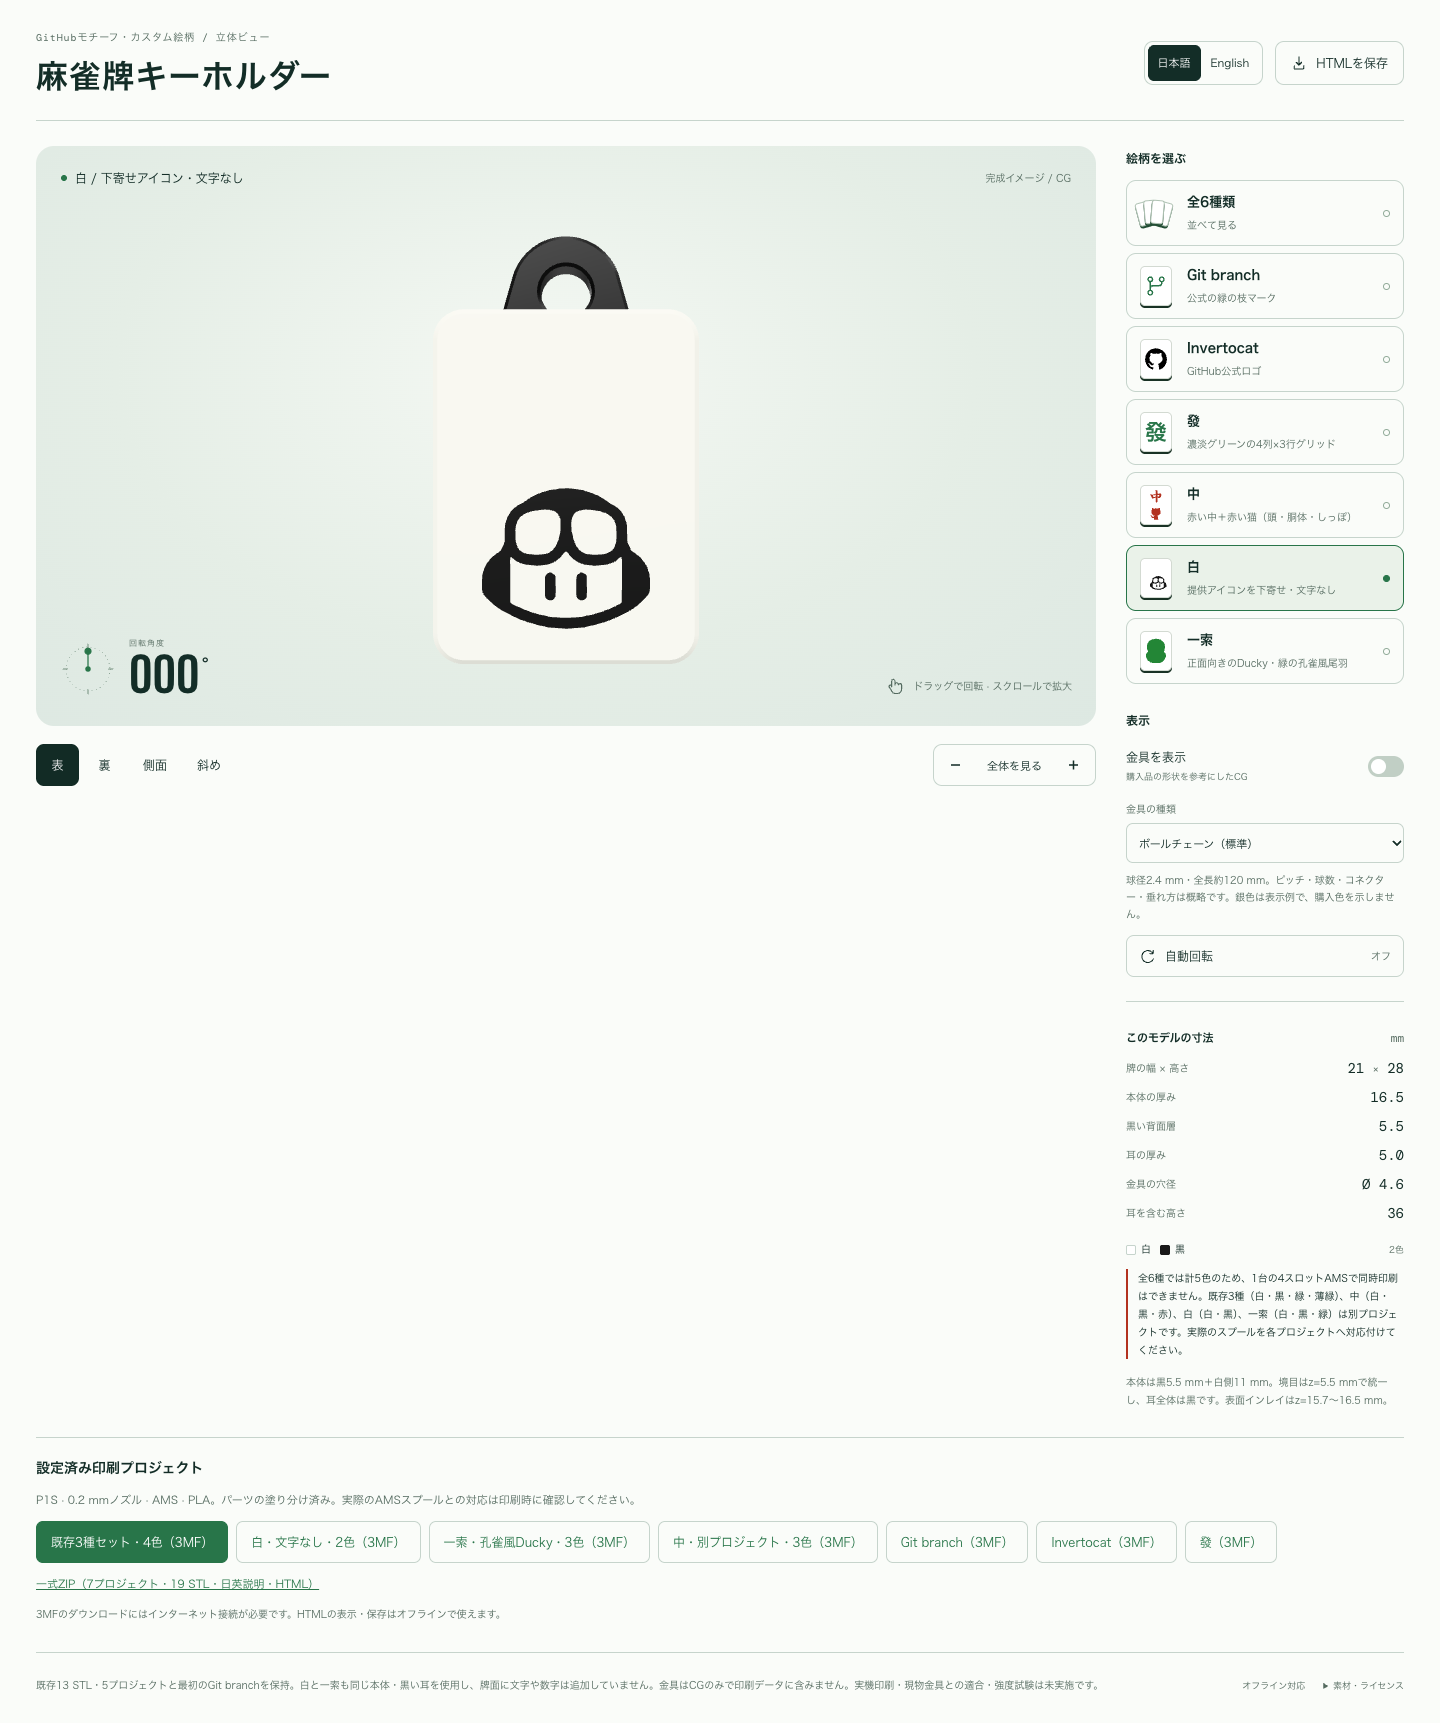 GitHubモチーフ・カスタム絵柄 / 立体ビュー
麻雀牌キーホルダー
日本語
English
HTMLを保存
白 / 下寄せアイコン・文字なし
完成イメージ / CG
回転角度
000°
ドラッグで回転 · スクロールで拡大
表
裏
側面
斜め
− 全体を見る +
絵柄を選ぶ
全6種類
並べて見る
Git branch
公式の緑の枝マーク
Invertocat
GitHub公式ロゴ
發
發
濃淡グリーンの4列×3行グリッド
中
中
赤い中＋赤い猫（頭・胴体・しっぽ）
白
提供アイコンを下寄せ・文字なし
一索
正面向きのDucky・緑の孔雀風尾羽
表示
金具を表示
購入品の形状を参考にしたCG
金具の種類
ボールチェーン（標準）
球径2.4 mm・全長約120 mm。ピッチ・球数・コネクタ
ー・垂れ方は概略です。銀色は表示例で、購入色を示しませ
ん。
自動回転
オフ
このモデルの寸法
mm
牌の幅 × 高さ
21 × 28
本体の厚み
16.5
黒い背面層
5.5
耳の厚み
5.0
金具の穴径
Ø 4.6
耳を含む高さ
36
白 黒
2色
全6種では計5色のため、1台の4スロットAMSで同時印刷
はできません。既存3種（白・黒・緑・薄緑）、中（白・
黒・赤）、白（白・黒）、一索（白・黒・緑）は別プロジェ
クトです。実際のスプールを各プロジェクトへ対応付けて
ください。
本体は黒5.5 mm＋白側11 mm。境目はz=5.5 mmで統一
し、耳全体は黒です。表面インレイはz=15.7〜16.5 mm。
設定済み印刷プロジェクト
P1S · 0.2 mmノズル · AMS · PLA。パーツの塗り分け済み。実際のAMSスプールとの対応は印刷時に確認してください。
既存3種セット・4色（3MF）
白・文字なし・2色（3MF）
一索・孔雀風Ducky・3色（3MF）
中・別プロジェクト・3色（3MF）
Git branch（3MF）
Invertocat（3MF）
發（3MF）
一式ZIP（7プロジェクト・19 STL・日英説明・HTML）
3MFのダウンロードにはインターネット接続が必要です。HTMLの表示・保存はオフラインで使えます。
既存13 STL・5プロジェクトと最初のGit branchを保持。白と一索も同じ本体・黒い耳を使用し、牌面に文字や数字は追加していません。金具はCGのみで印刷データに含みません。実機印刷・現物金具との適合・強度試験は未実施です。
オフライン対応
▶ 素材・ライセンス